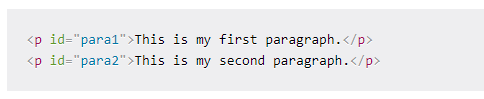 <p id="para1">This is my first paragraph.</p>
<p id="para2">This is my second paragraph.</p>